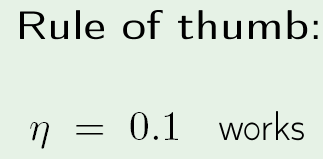 Rule of thumb:
η = 0.1 works